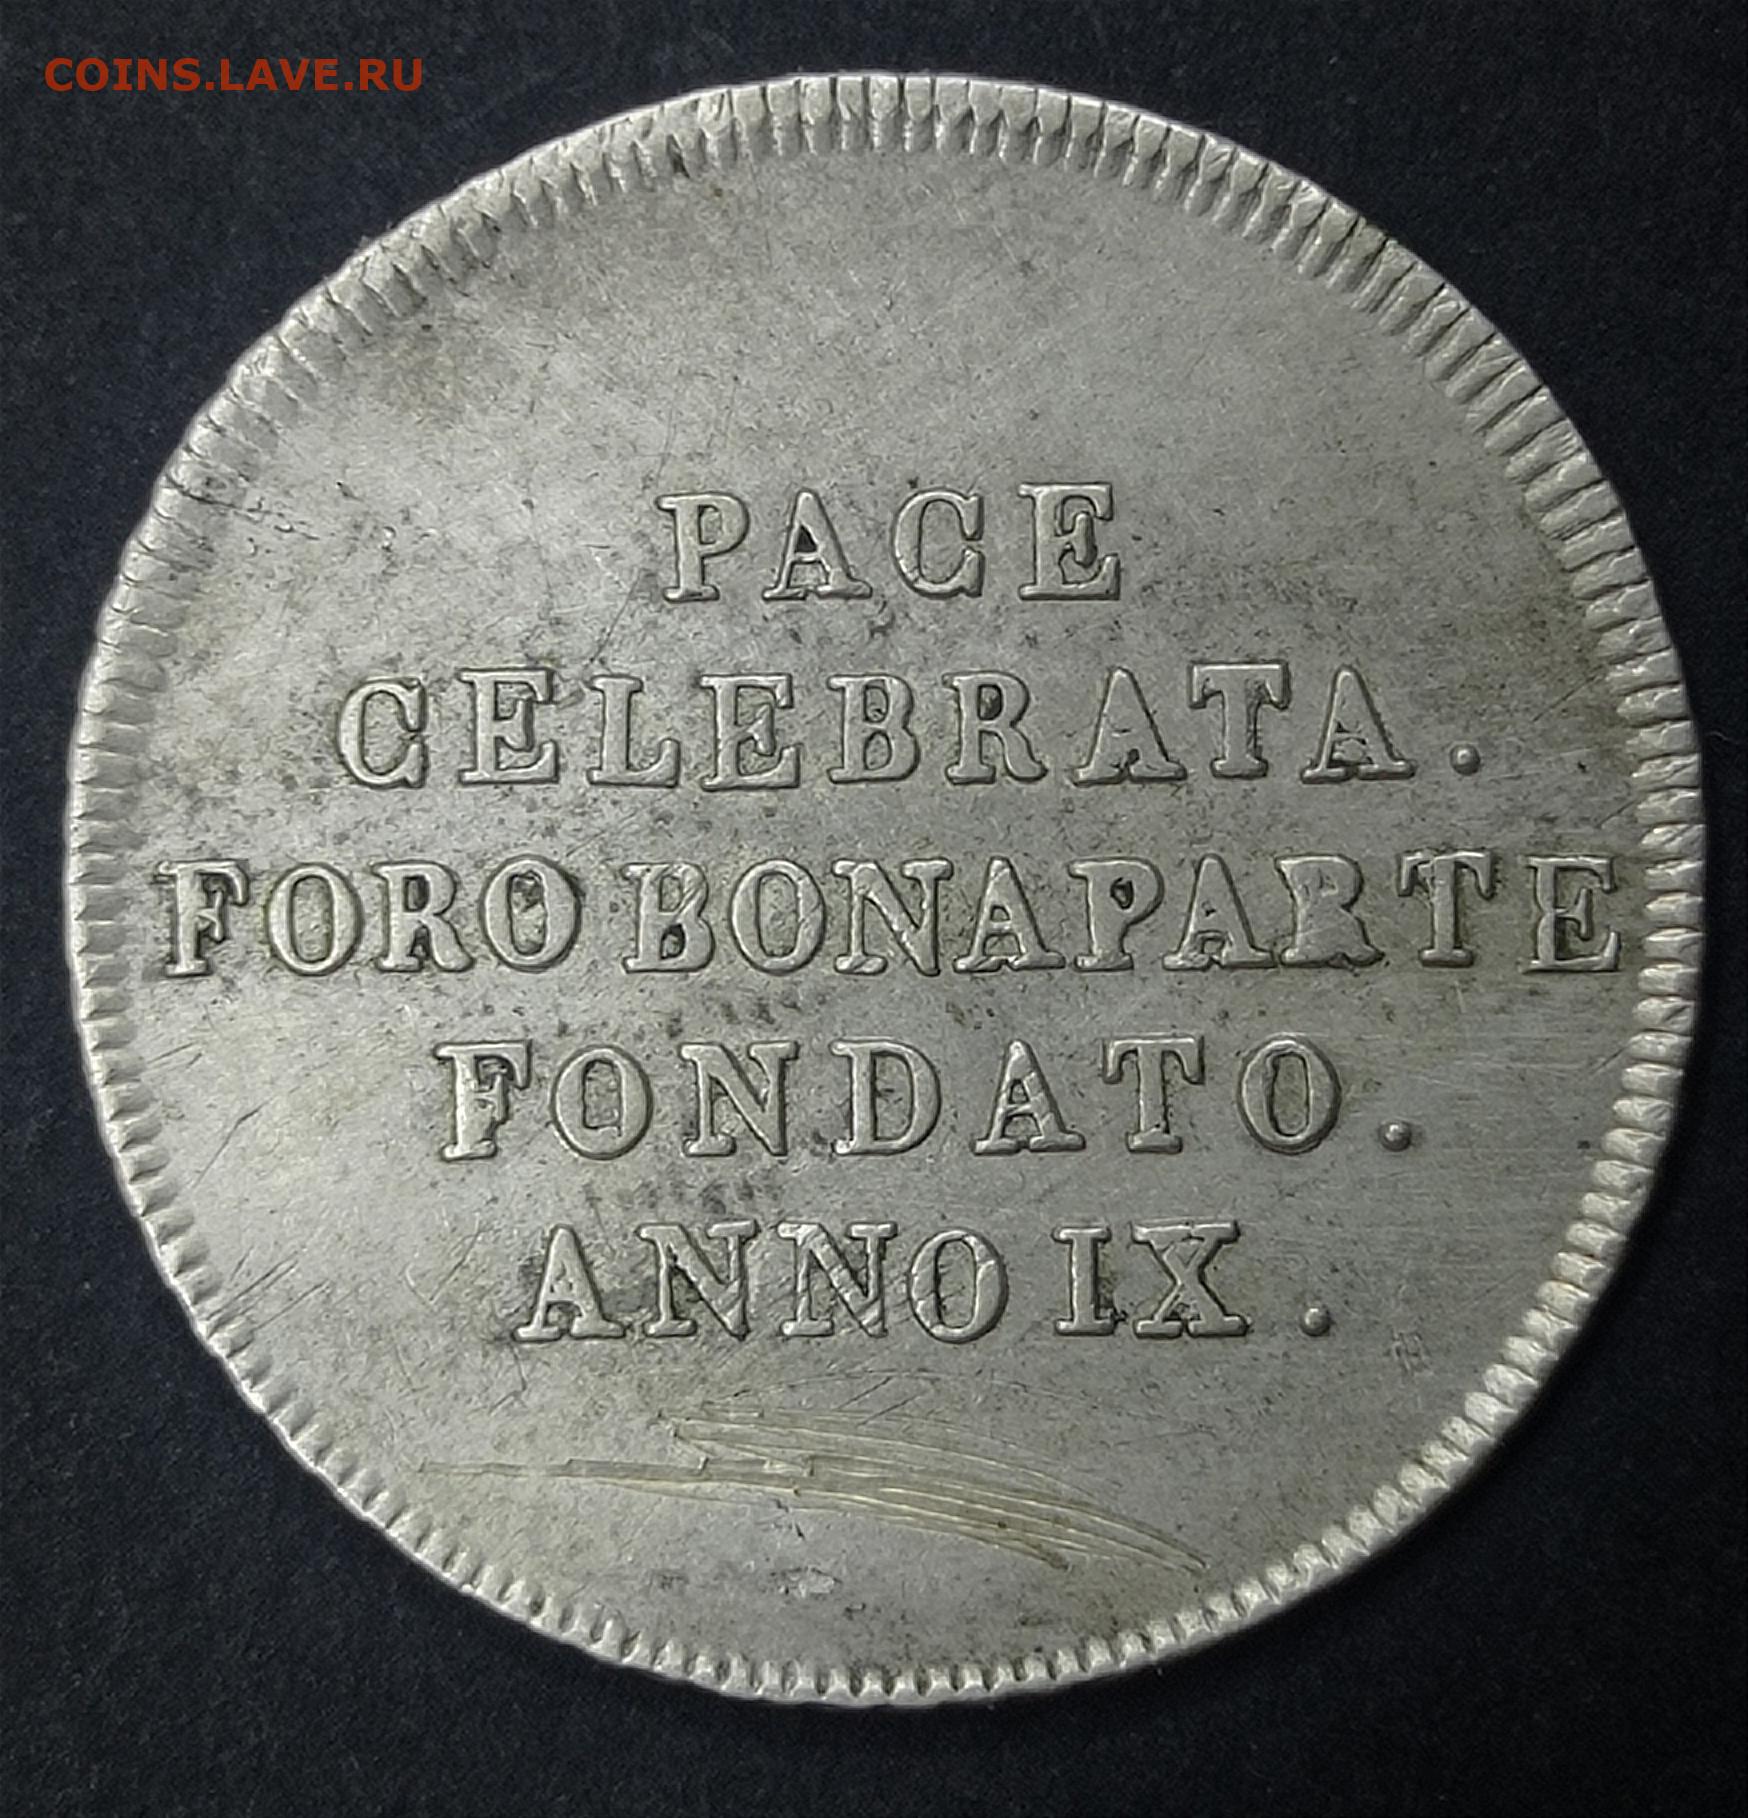 COINS.LAVE.RU
PACE
CELEBRATA.
FORO BONAPARTE
FONDATO.
ANNO IX.